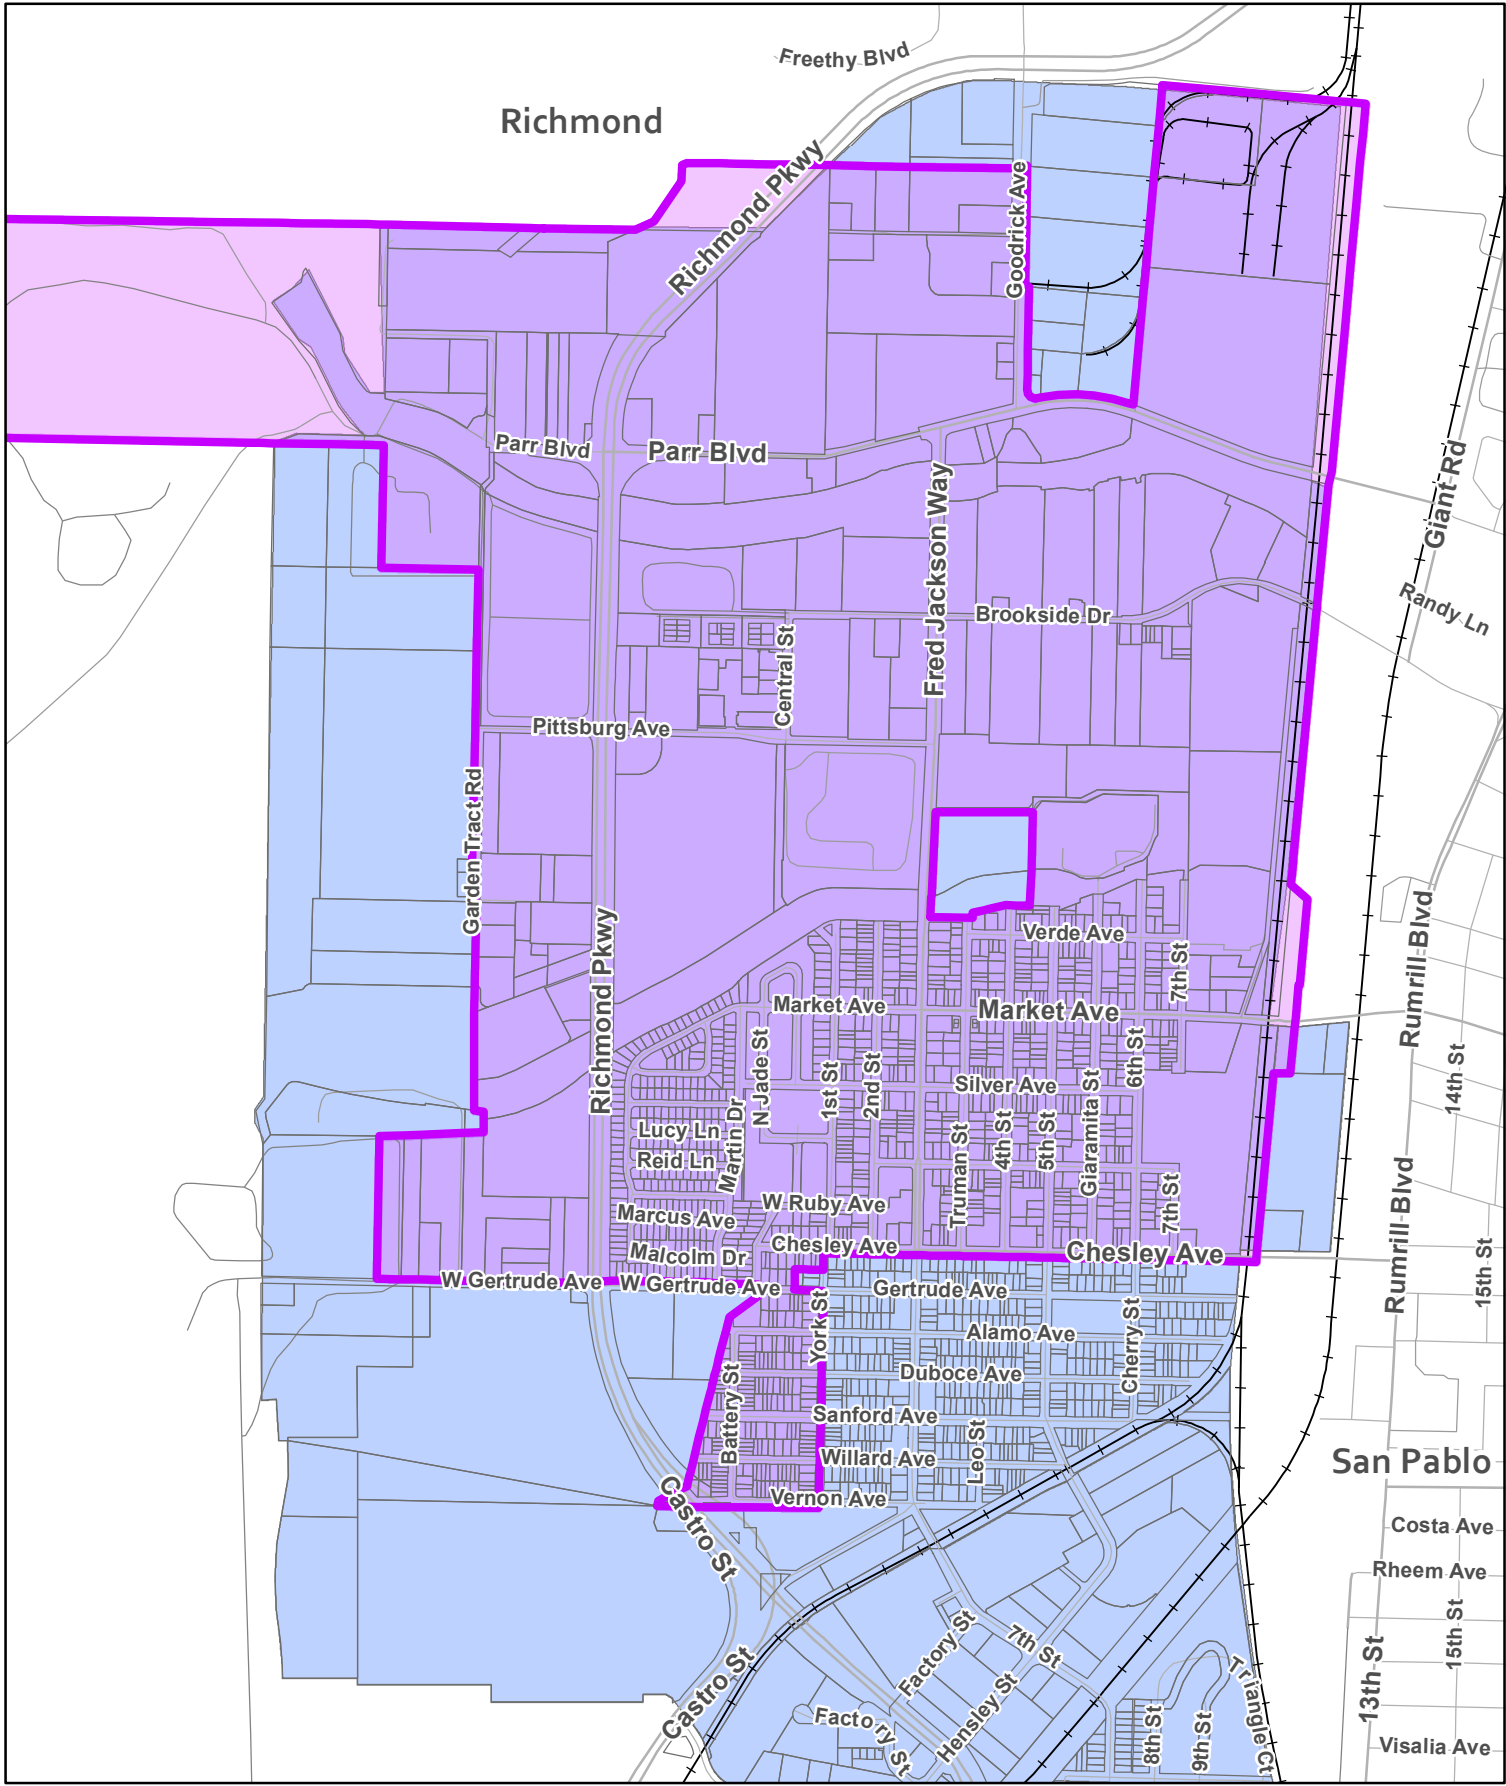 Freethy Blvd
Richmond
Richmond Pkwy
Goodrick Ave
Parr Blvd
Parr Blvd
Giant Rd
Fred Jackson Way
Randy Ln
Brookside Dr
Central St
Pittsburg Ave
Garden Tract Rd
Richmond Pkwy
Verde Ave
7th St
Rumrill Blvd
Market Ave
Market Ave
N Jade St
1st St
2nd St
6th St
Silver Ave
14th St
Giaramita St
Lucy Ln
Martin Dr
Reid Ln
Truman St
4th St
5th St
7th St
Rumrill Blvd
W Ruby Ave
Marcus Ave
Chesley Ave
Chesley Ave
Malcolm Dr
15th St
W Gertrude Ave
W Gertrude Ave
Gertrude Ave
York St
Alamo Ave
Cherry St
Duboce Ave
Battery St
Sanford Ave
Leo St
Willard Ave
San Pablo
Vernon Ave
Castro St
Costa Ave
Rheem Ave
15th St
Factory St
7th St
Castro St
Triangle Ct
13th St
Hensley St
Factory St
8th St
9th St
Visalia Ave